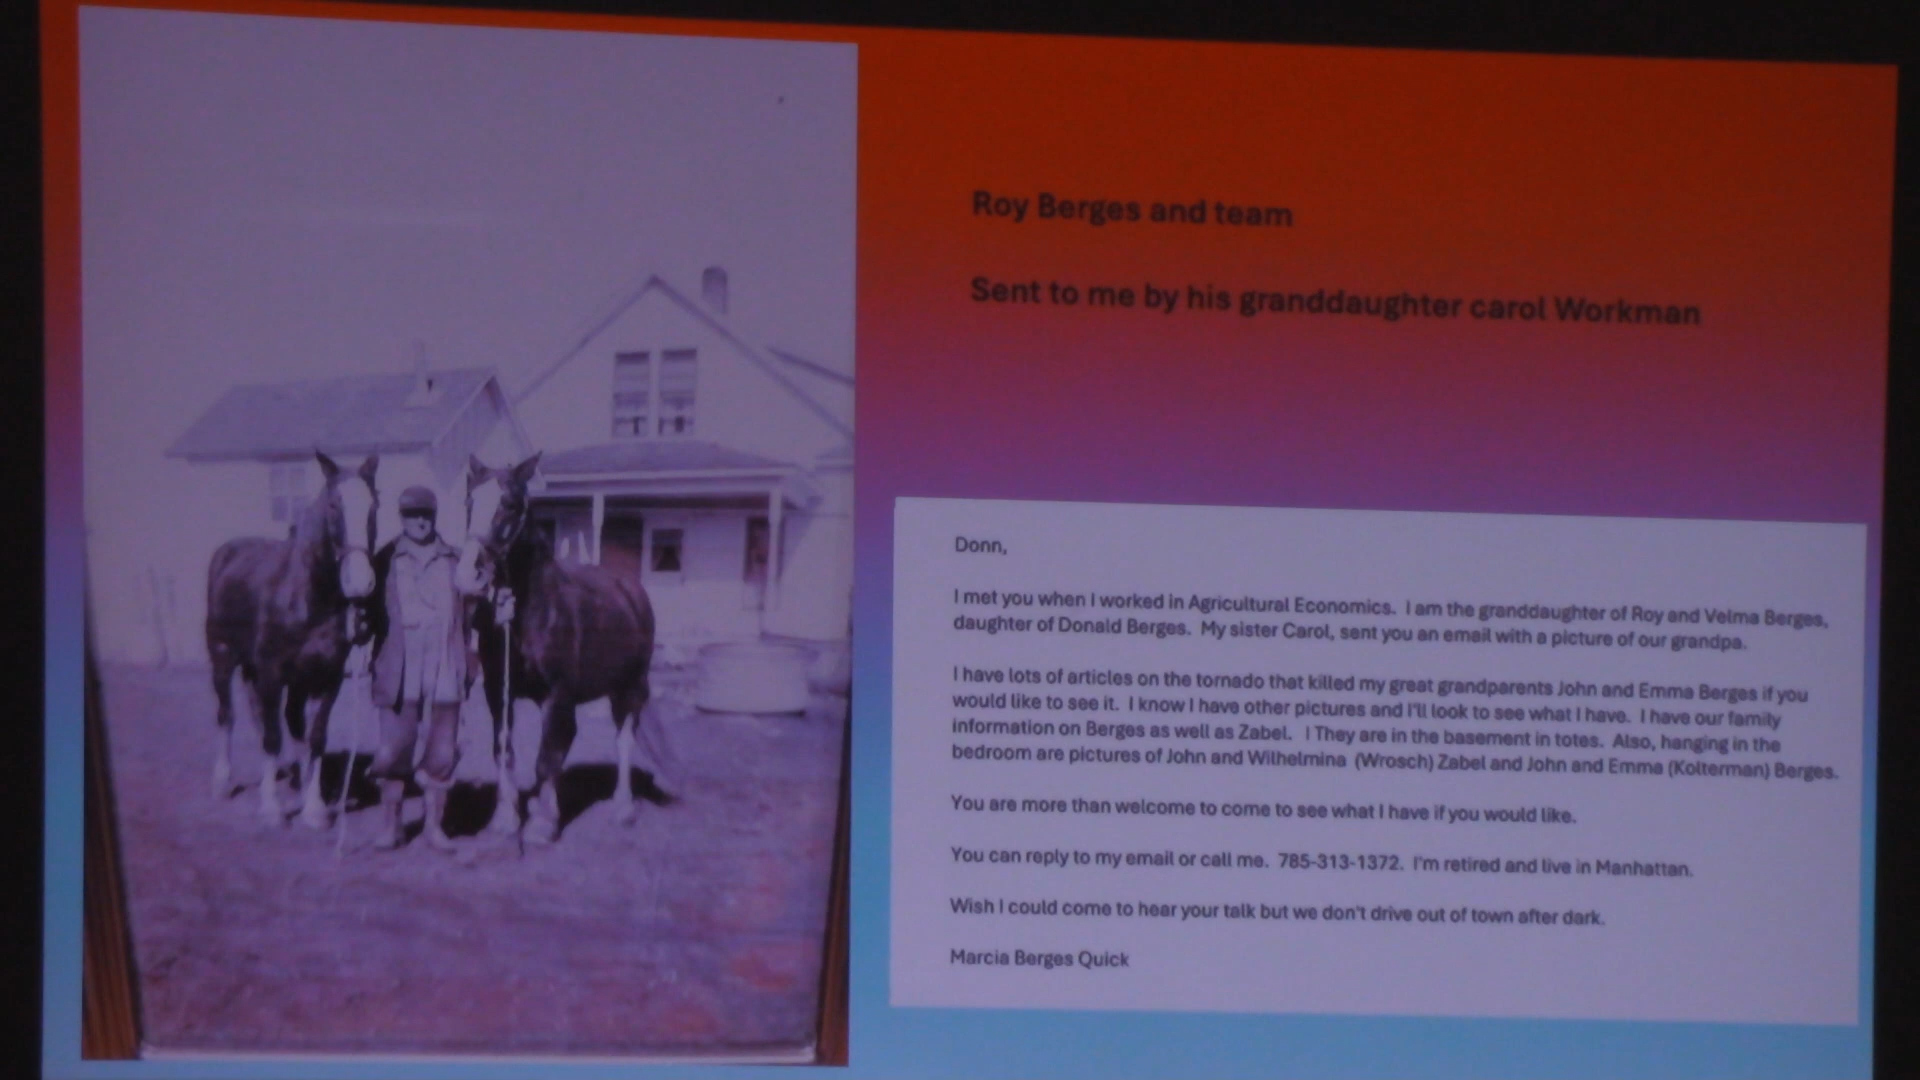 Roy Berges and team
Sent to me by his granddaughter carol Workman
Donn,
I met you when I worked in Agricultural Economics. I am the granddaughter of Roy and Velma Berges,
daughter of Donald Berges. My sister Carol, sent you an email with a picture of our grandpa.
I have lots of articles on the tornado that killed my great grandparents John and Emma Berges if you
would like to see it. I know I have other pictures and I'll look to see what I have. I have our family
information on Berges as well as Zabel. I They are in the basement in totes. Also, hanging in the
bedroom are pictures of John and Wilhelmina (Wrosch) Zabel and John and Emma (Kolterman) Berges.
You are more than welcome to come to see what I have if you would like.
You can reply to my email or call me. 785-313-1372. I'm retired and live in Manhattan.
Wish I could come to hear your talk but we don't drive out of town after dark.
Marcia Berges Quick